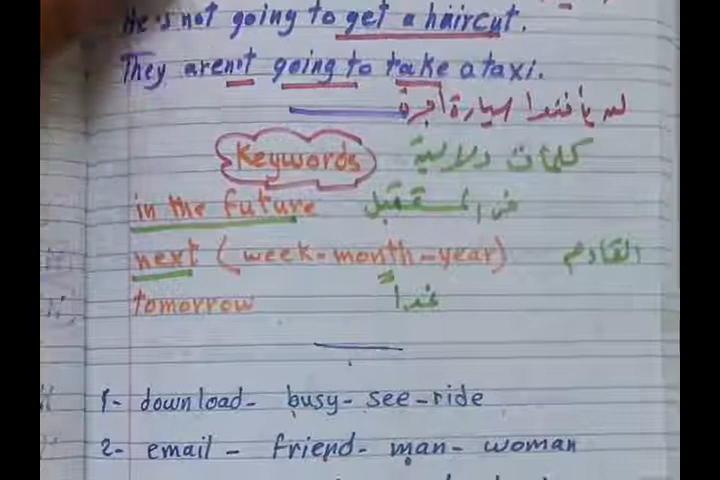 He's not going to get a haircut.
They aren't going to take a taxi.
لن يأخذوا سيارة أجرة
Keywords كلمات دلالية
in the future في المستقبل
next (week-month-year) القادم
tomorrow غداً
1- download- busy- see-ride
2- email - friend- man- woman